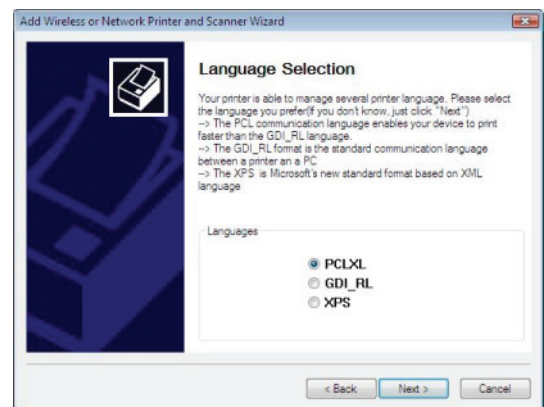 Add Wireless or Network Printer and Scanner Wizard
Language Selection
Your printer is able to manage several printer language. Please select
the language you prefer(if you don't know, just click "Next")
--> The PCL communication language enables your device to print
faster than the GDI_RL language.
--> The GDI_RL format is the standard communication language
between a printer an a PC
--> The XPS is Microsoft's new standard format based on XML
language
Languages
PCLXL
GDI_RL
XPS
< Back Next > Cancel